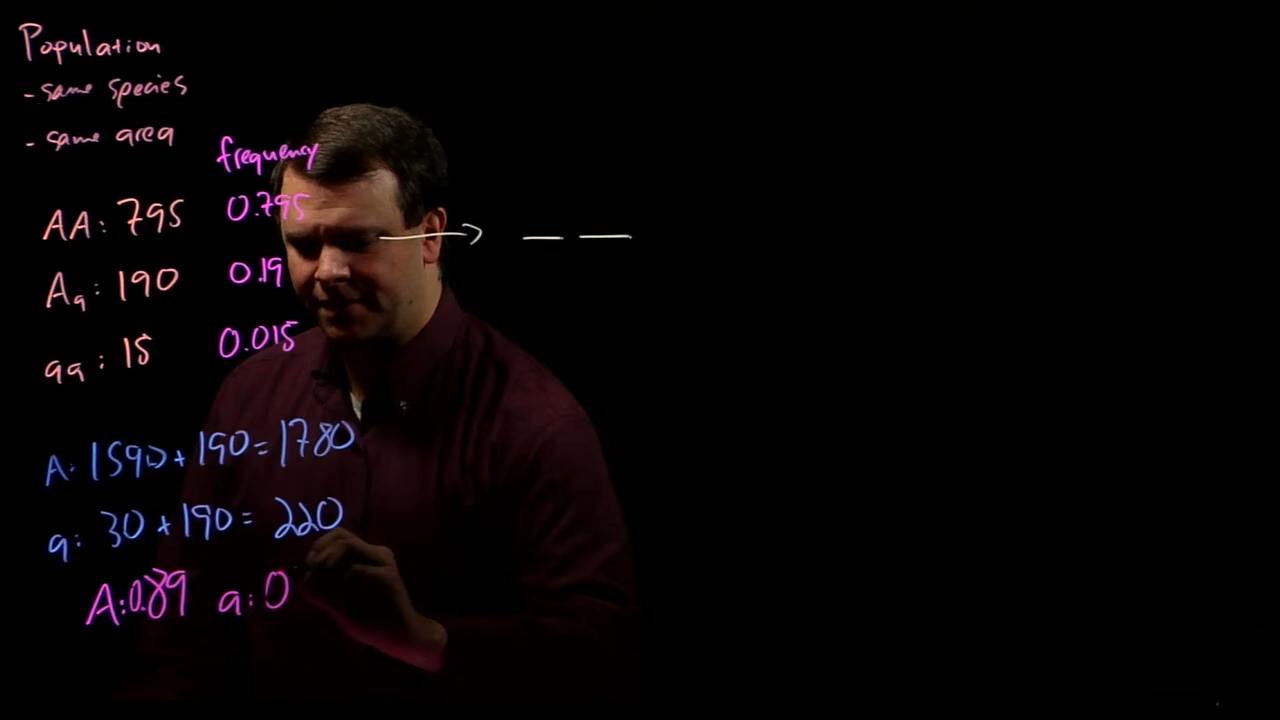 Population
- same species
- same area
frequency
AA: 795 0.795
Aa: 190 0.19
aa: 15 0.015
A: 1590 + 190 = 1780
a: 30 + 190 = 220
A: 0.89 a: 0